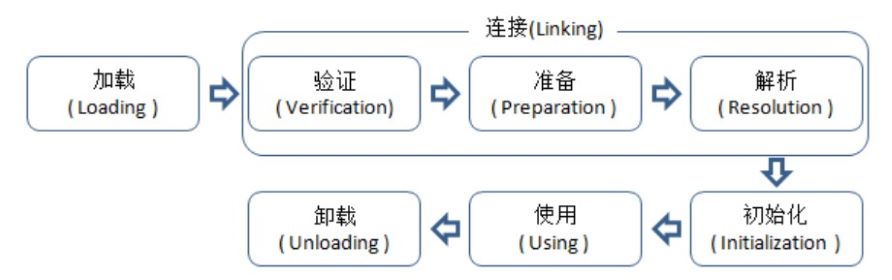 连接(Linking)
加载
( Loading )
验证
( Verification)
准备
( Preparation )
解析
( Resolution )
初始化
(Initialization )
使用
( Using )
卸载
( Unloading )